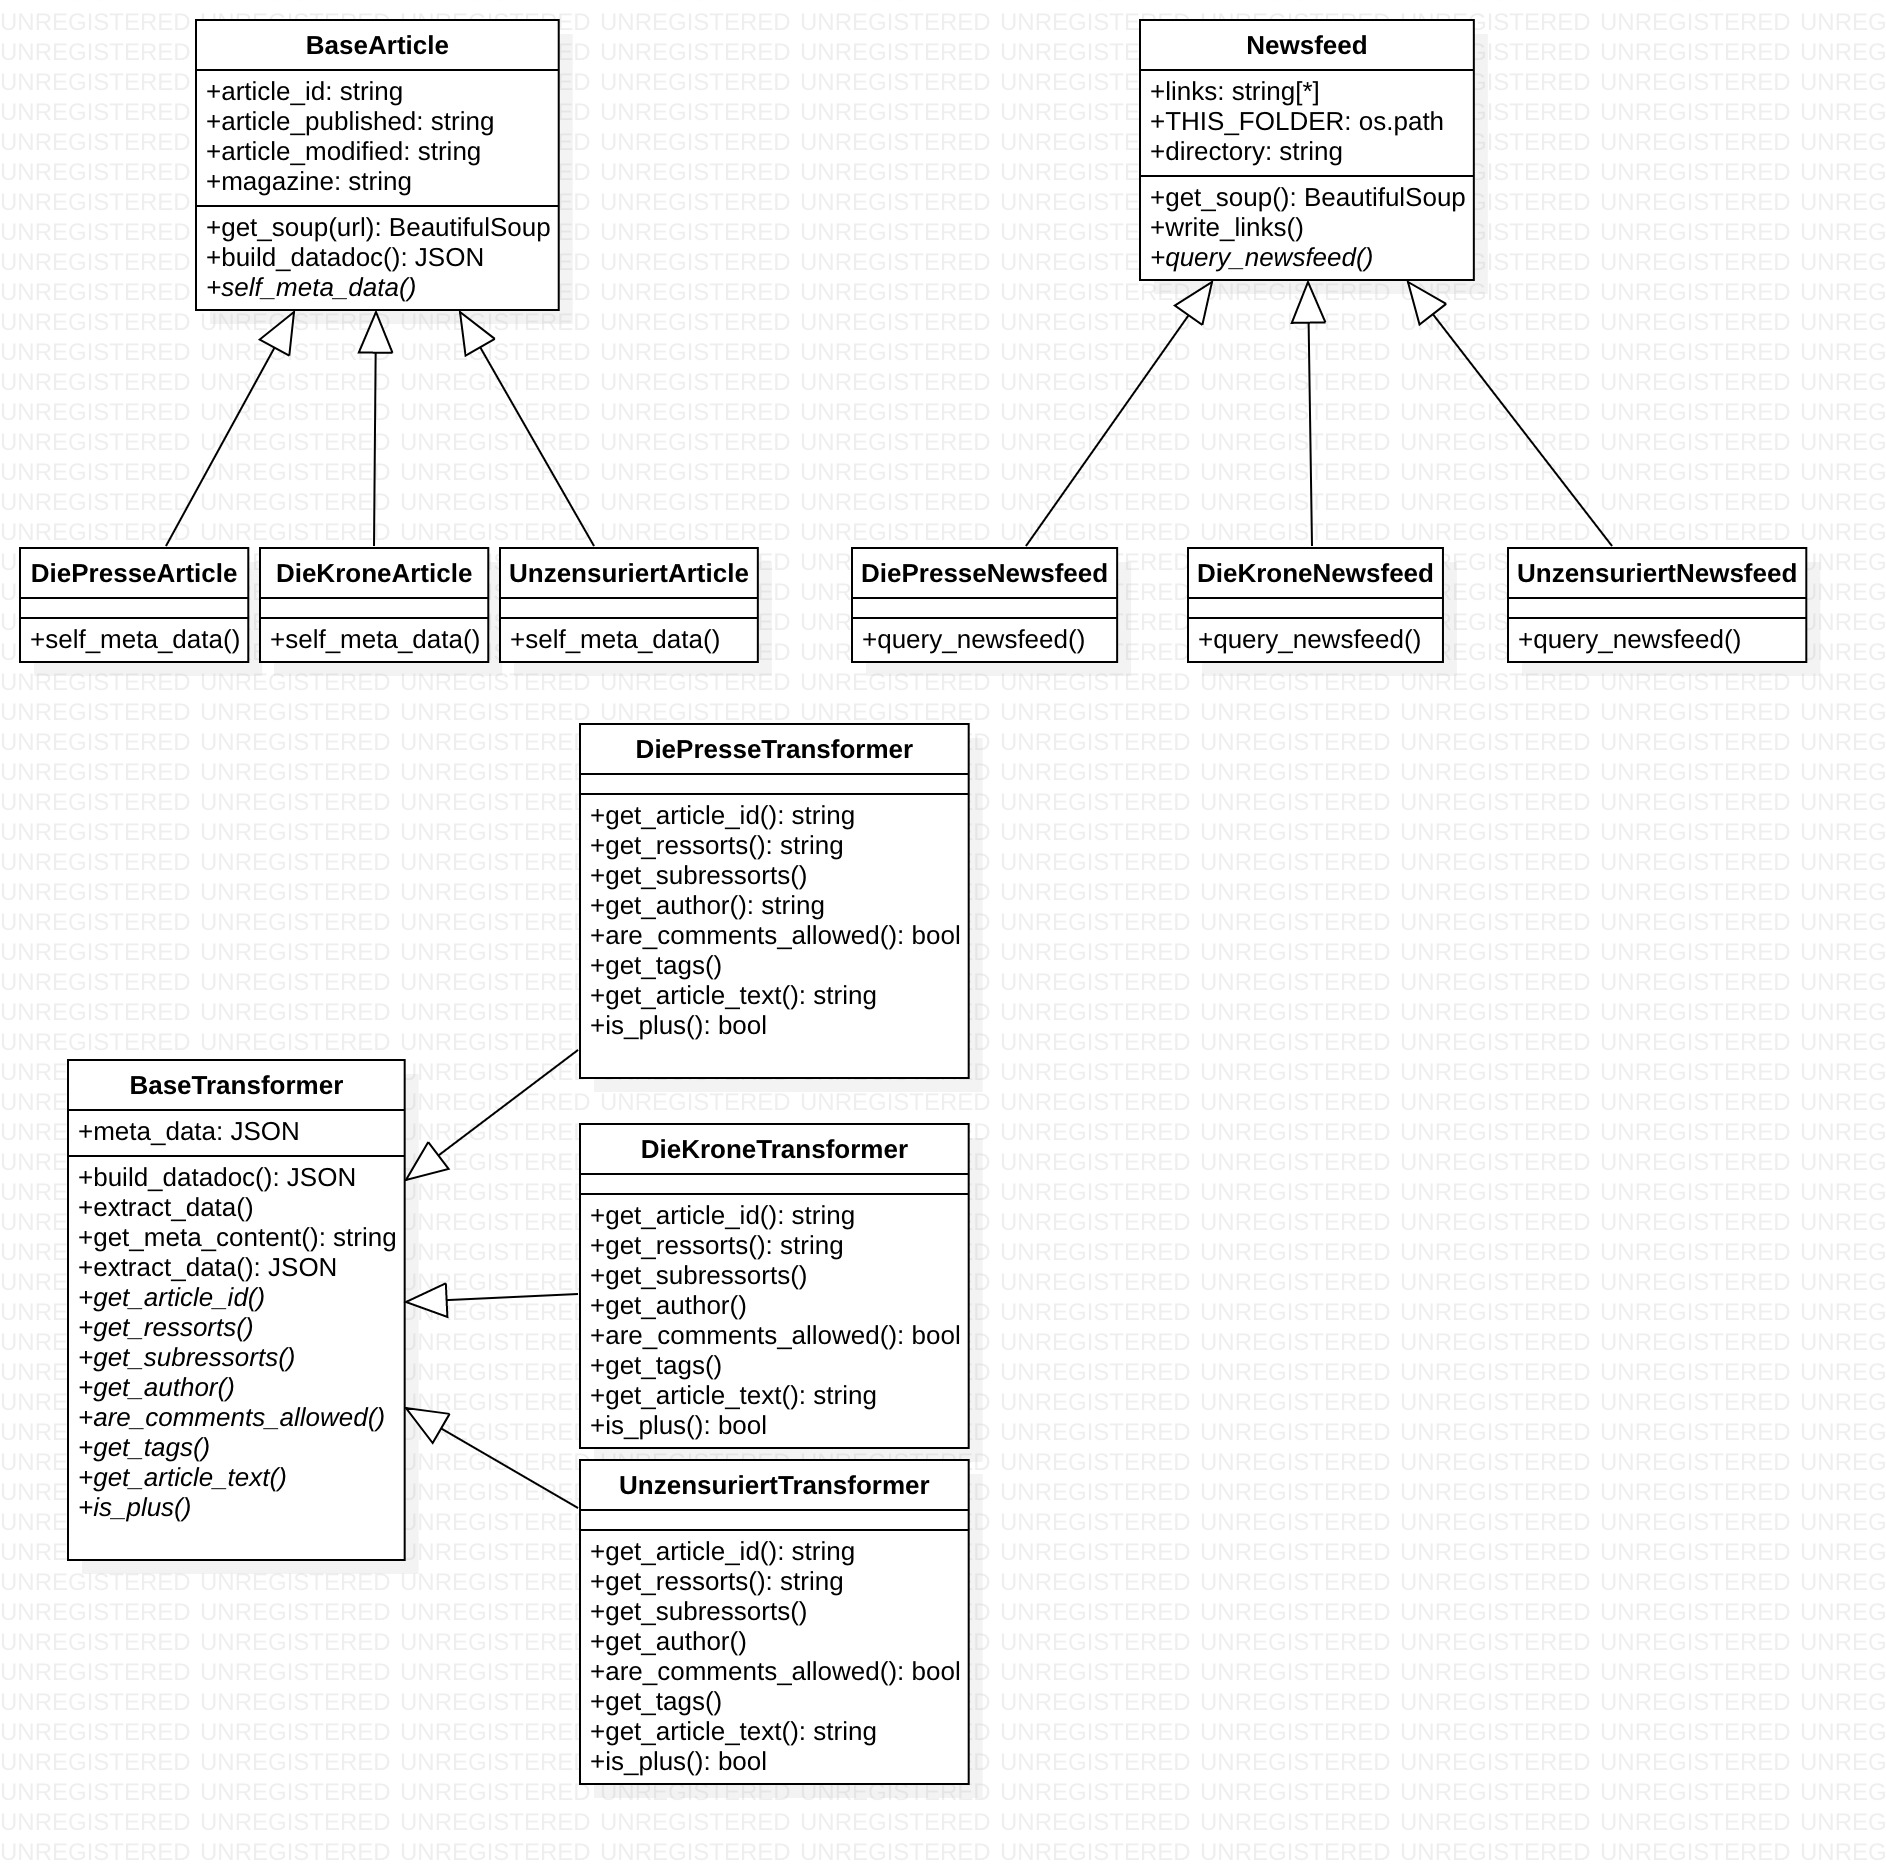 BaseArticle
+article_id: string
+article_published: string
+article_modified: string
+magazine: string
+get_soup(url): BeautifulSoup
+build_datadoc(): JSON
+self_meta_data()
Newsfeed
+links: string[*]
+THIS_FOLDER: os.path
+directory: string
+get_soup(): BeautifulSoup
+write_links()
+query_newsfeed()
DiePresseArticle
+self_meta_data()
DieKroneArticle
+self_meta_data()
UnzensuriertArticle
+self_meta_data()
DiePresseNewsfeed
+query_newsfeed()
DieKroneNewsfeed
+query_newsfeed()
UnzensuriertNewsfeed
+query_newsfeed()
DiePresseTransformer
+get_article_id(): string
+get_ressorts(): string
+get_subressorts()
+get_author(): string
+are_comments_allowed(): bool
+get_tags()
+get_article_text(): string
+is_plus(): bool
BaseTransformer
+meta_data: JSON
+build_datadoc(): JSON
+extract_data()
+get_meta_content(): string
+extract_data(): JSON
+get_article_id()
+get_ressorts()
+get_subressorts()
+get_author()
+are_comments_allowed()
+get_tags()
+get_article_text()
+is_plus()
DieKroneTransformer
+get_article_id(): string
+get_ressorts(): string
+get_subressorts()
+get_author()
+are_comments_allowed(): bool
+get_tags()
+get_article_text(): string
+is_plus(): bool
UnzensuriertTransformer
+get_article_id(): string
+get_ressorts(): string
+get_subressorts()
+get_author()
+are_comments_allowed(): bool
+get_tags()
+get_article_text(): string
+is_plus(): bool
UNREGISTERED